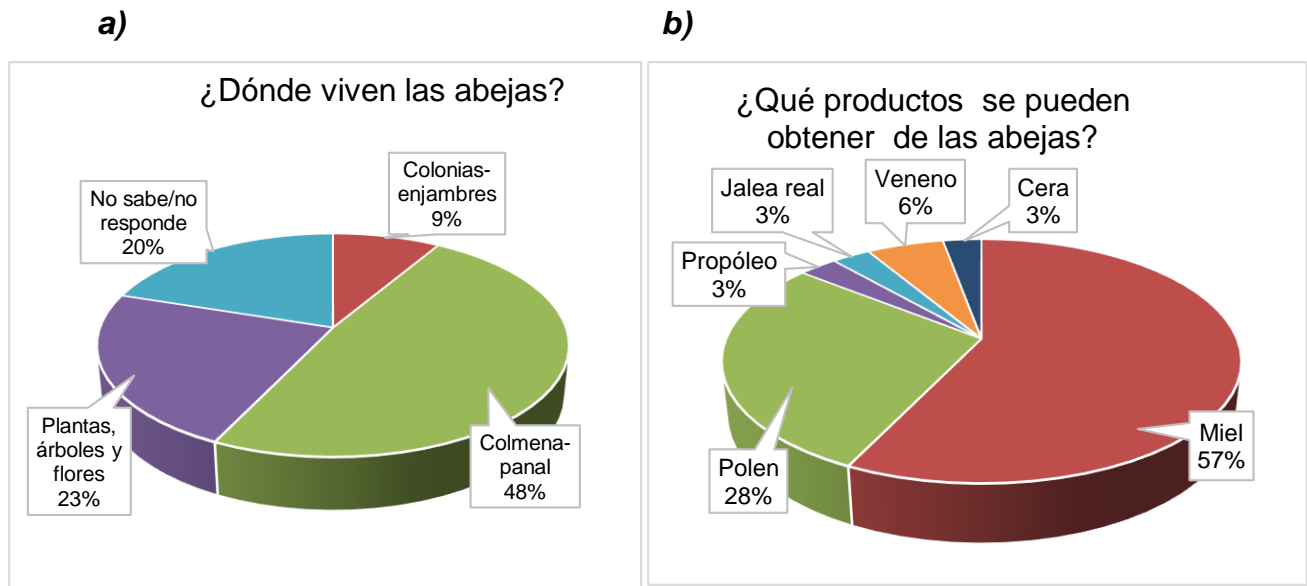 a)
¿Dónde viven las abejas?
Colonias-
enjambres
9%
No sabe/no
responde
20%
Plantas,
árboles y
flores
23%
Colmena-
panal
48%
b)
¿Qué productos se pueden
obtener de las abejas?
Jalea real
3%
Veneno
6%
Cera
3%
Propóleo
3%
Polen
28%
Miel
57%